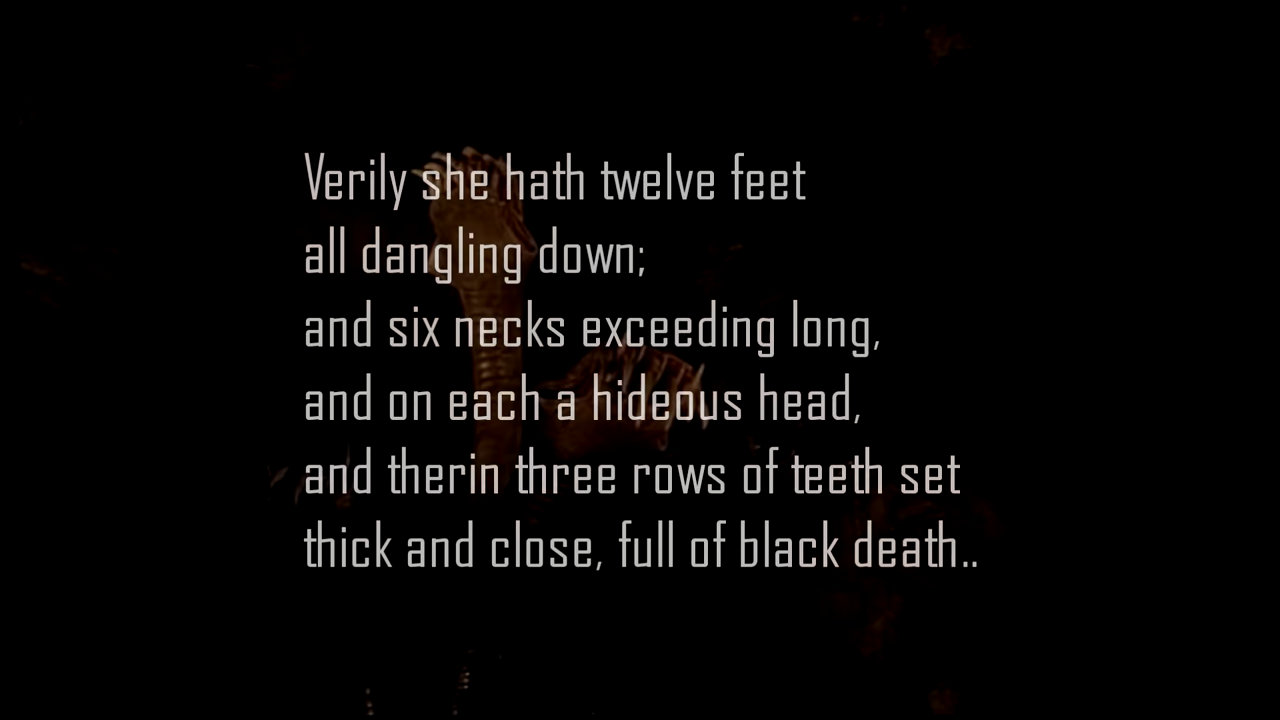 Verily she hath twelve feet
all dangling down;
and six necks exceeding long,
and on each a hideous head,
and therin three rows of teeth set
thick and close, full of black death..